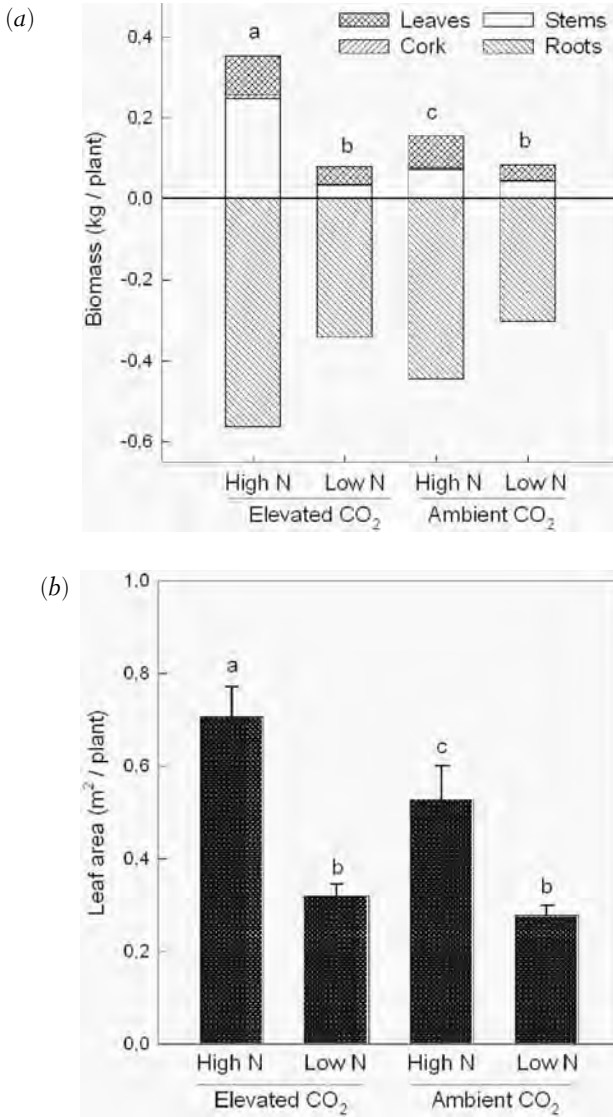 (a)
Leaves Stems
Cork Roots
0,4
0,2
0,0
-0,2
-0,4
-0,6
Biomass (kg / plant)
a
b
c
b
High N Low N High N Low N
Elevated CO₂ Ambient CO₂
(b)
1,0
0,8
0,6
0,4
0,2
0,0
Leaf area (m² / plant)
a
b
c
b
High N Low N High N Low N
Elevated CO₂ Ambient CO₂